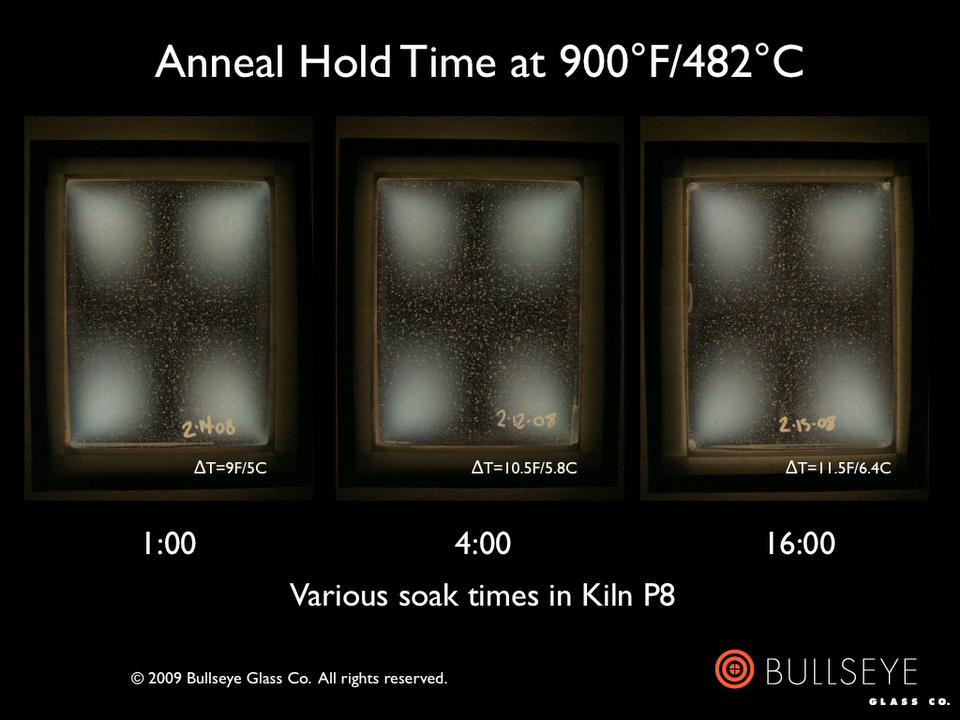 Anneal Hold Time at 900°F/482°C
2·14·08
2·12·08
2·15·08
ΔT=9F/5C
ΔT=10.5F/5.8C
ΔT=11.5F/6.4C
1:00
4:00
16:00
Various soak times in Kiln P8
© 2009 Bullseye Glass Co. All rights reserved.
BULLSEYE
GLASS CO.